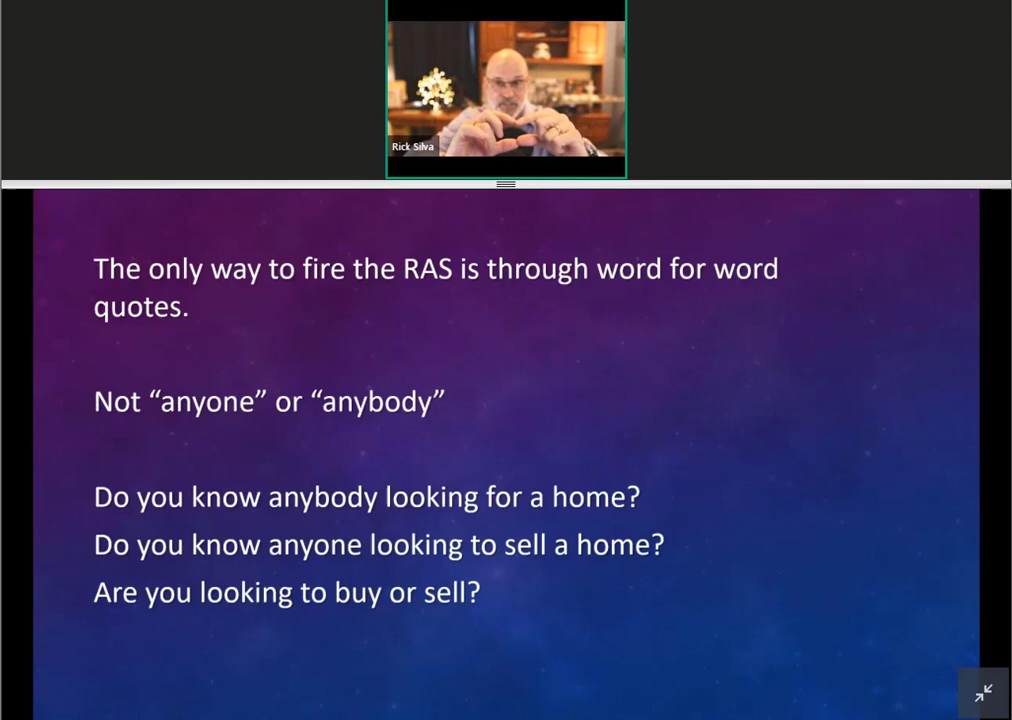 Rick Silva
The only way to fire the RAS is through word for word
quotes.
Not “anyone” or “anybody”
Do you know anybody looking for a home?
Do you know anyone looking to sell a home?
Are you looking to buy or sell?